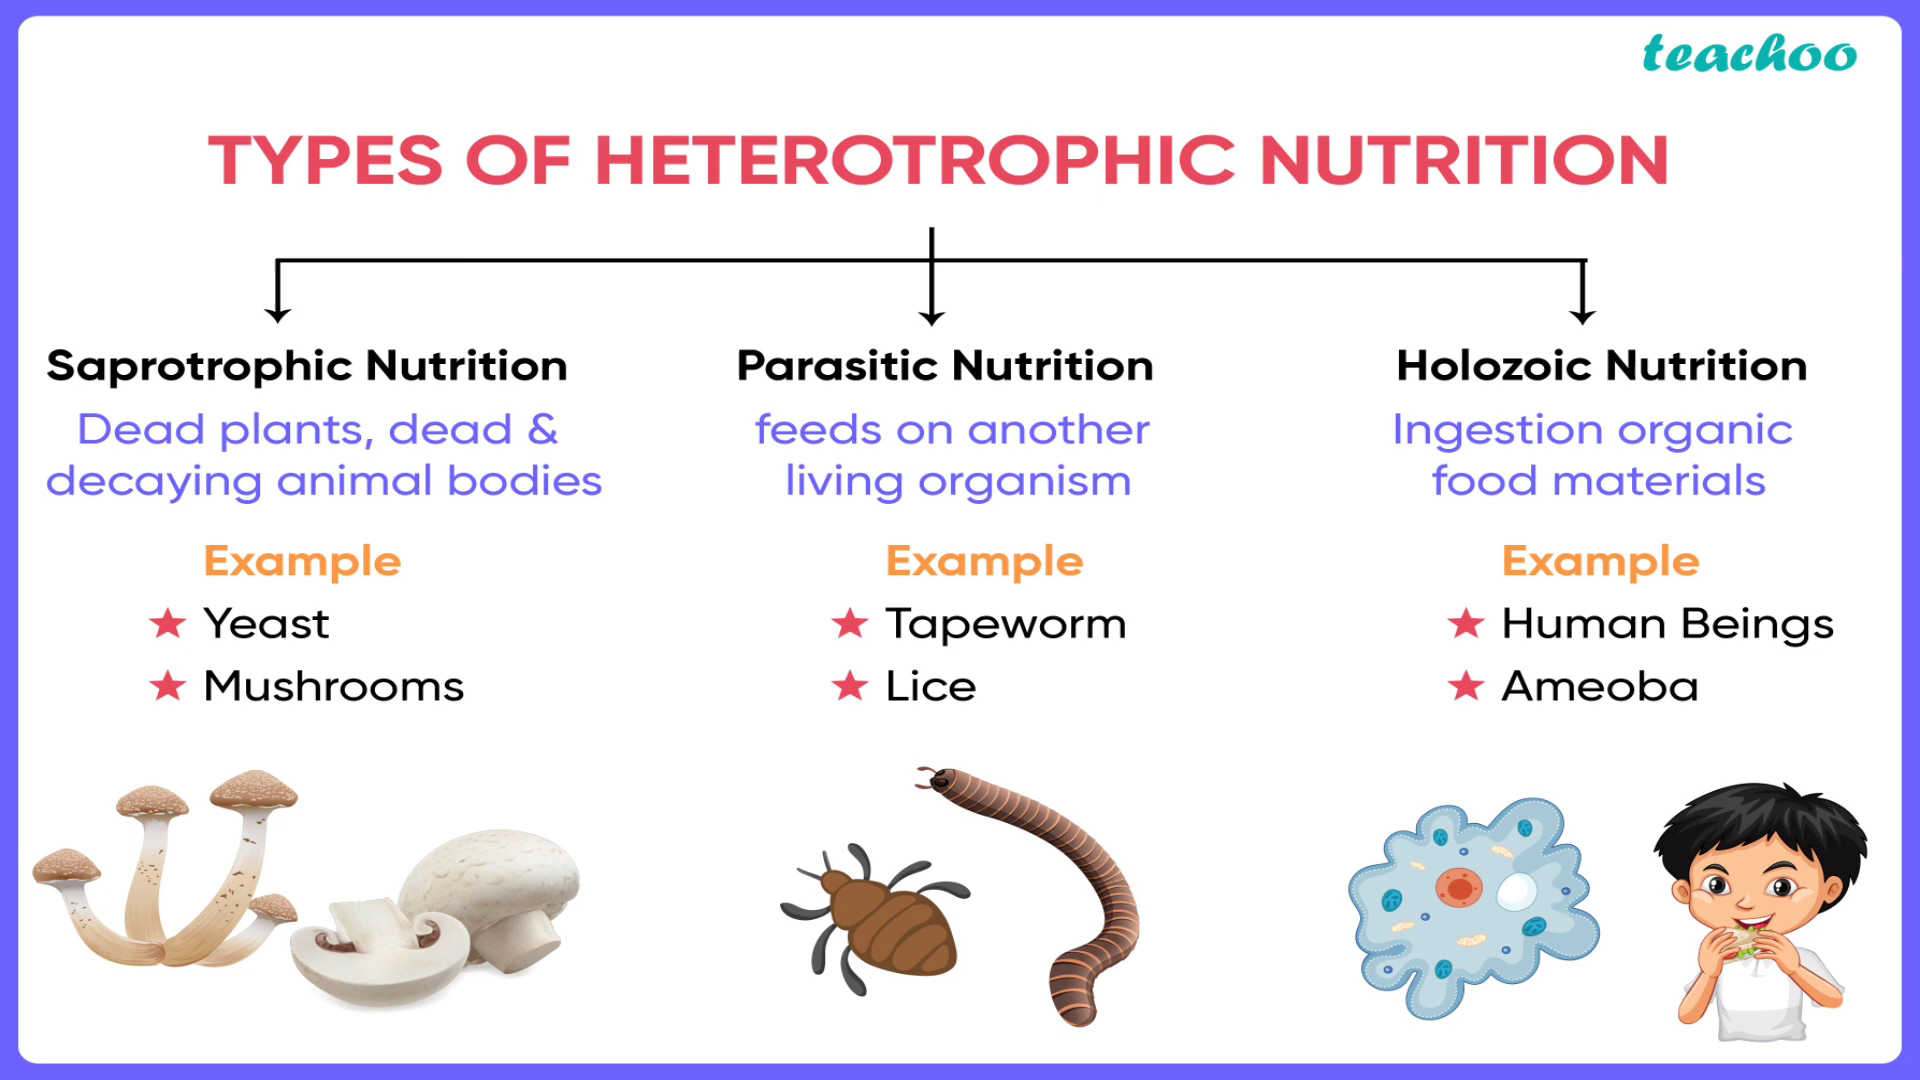 teachoo
TYPES OF HETEROTROPHIC NUTRITION
Saprotrophic Nutrition
Dead plants, dead &
decaying animal bodies
Example
★ Yeast
★ Mushrooms
Parasitic Nutrition
feeds on another
living organism
Example
★ Tapeworm
★ Lice
Holozoic Nutrition
Ingestion organic
food materials
Example
★ Human Beings
★ Ameoba